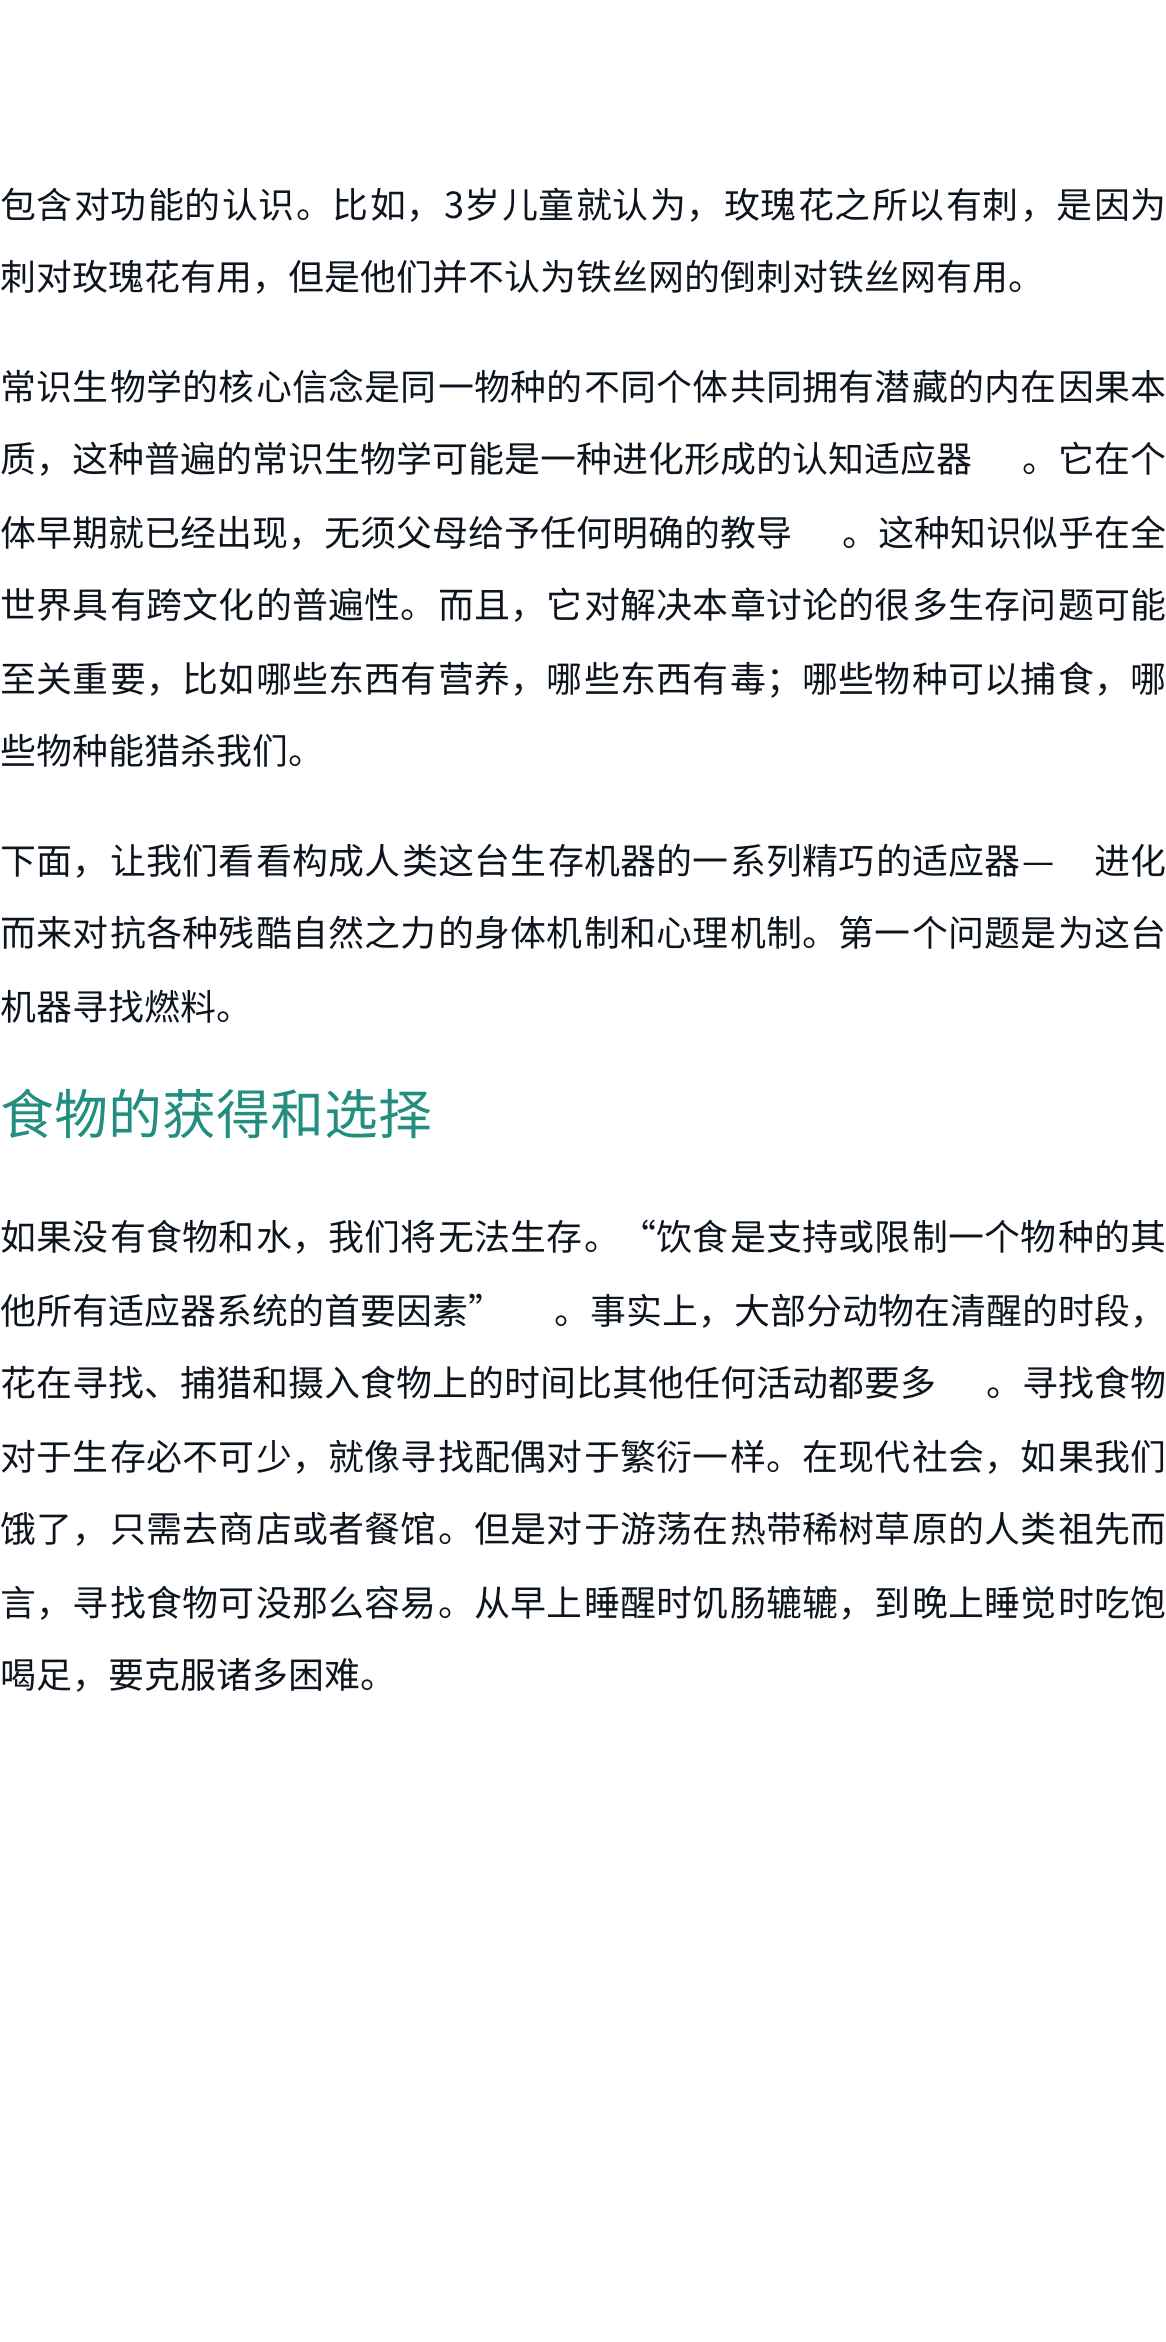 包含对功能的认识。比如，3岁儿童就认为，玫瑰花之所以有刺，是因为
刺对玫瑰花有用，但是他们并不认为铁丝网的倒刺对铁丝网有用。
常识生物学的核心信念是同一物种的不同个体共同拥有潜藏的内在因果本
质，这种普遍的常识生物学可能是一种进化形成的认知适应器 。它在个
体早期就已经出现，无须父母给予任何明确的教导 。这种知识似乎在全
世界具有跨文化的普遍性。而且，它对解决本章讨论的很多生存问题可能
至关重要，比如哪些东西有营养，哪些东西有毒；哪些物种可以捕食，哪
些物种能猎杀我们。
下面，让我们看看构成人类这台生存机器的一系列精巧的适应器— 进化
而来对抗各种残酷自然之力的身体机制和心理机制。第一个问题是为这台
机器寻找燃料。
食物的获得和选择
如果没有食物和水，我们将无法生存。 “饮食是支持或限制一个物种的其
他所有适应器系统的首要因素” 。事实上，大部分动物在清醒的时段，
花在寻找、捕猎和摄入食物上的时间比其他任何活动都要多 。寻找食物
对于生存必不可少，就像寻找配偶对于繁衍一样。在现代社会，如果我们
饿了，只需去商店或者餐馆。但是对于游荡在热带稀树草原的人类祖先而
言，寻找食物可没那么容易。从早上睡醒时饥肠辘辘，到晚上睡觉时吃饱
喝足，要克服诸多困难。